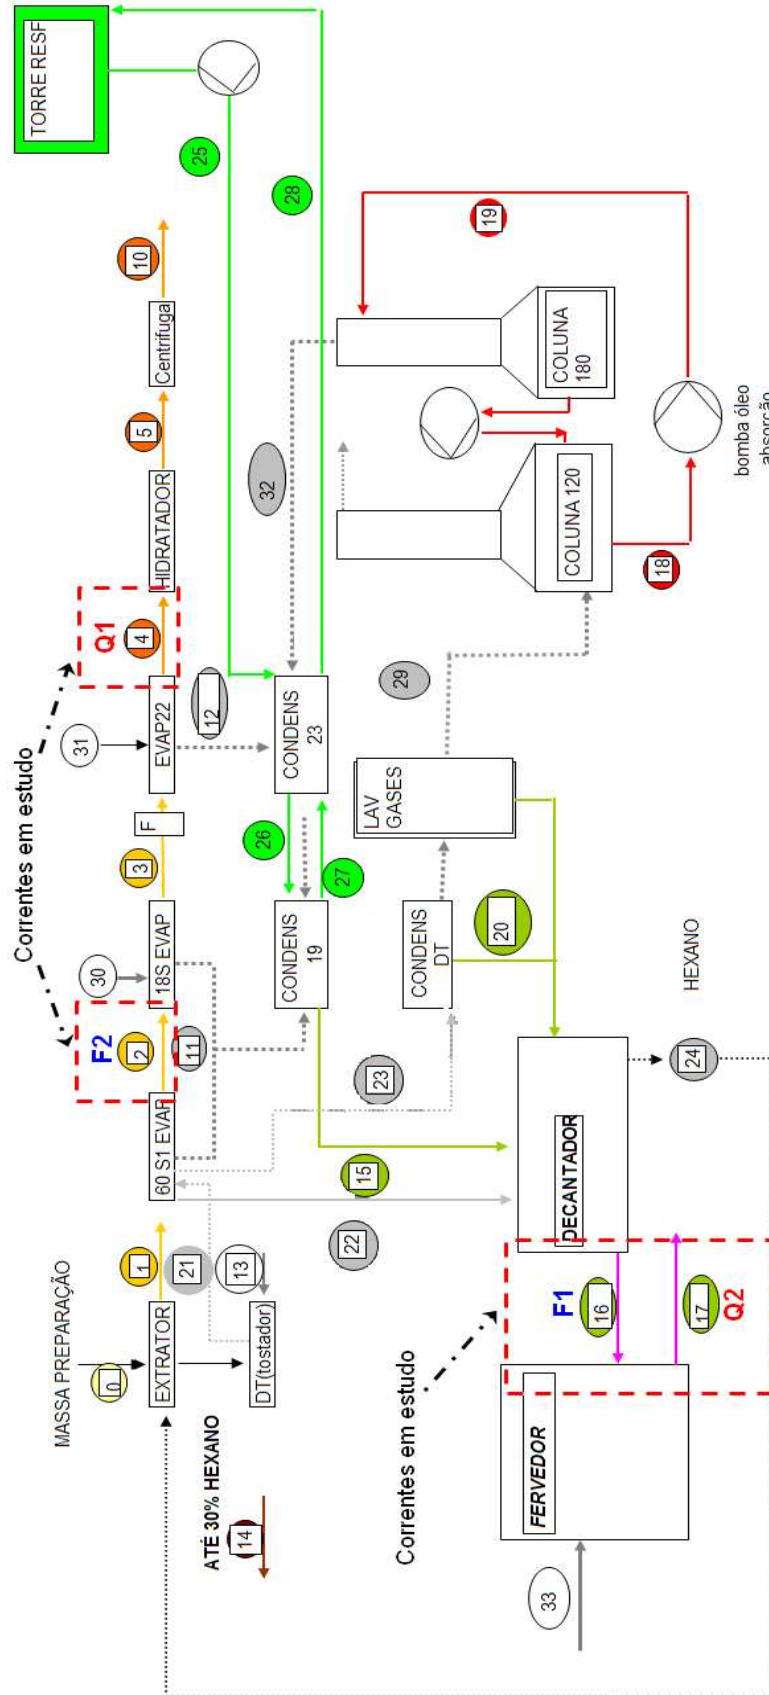 Correntes em estudo
MASSA PREPARAÇÃO
0
EXTRATOR
1
60 S1 EVAP
F2
2
18S EVAP
30
3
F
31
EVAP22
Q1
4
HIDRATADOR
5
Centrifuga
10
TORRE RESF
21
11
12
25
13
DT(tostador)
ATÉ 30% HEXANO
14
CONDENS
19
26
27
CONDENS
23
28
32
22
15
23
CONDENS
DT
20
LAV
GASES
29
COLUNA 120
COLUNA
180
19
18
bomba óleo
absorção
Correntes em estudo
33
FERVEDOR
F1
16
17
Q2
DECANTADOR
24
HEXANO